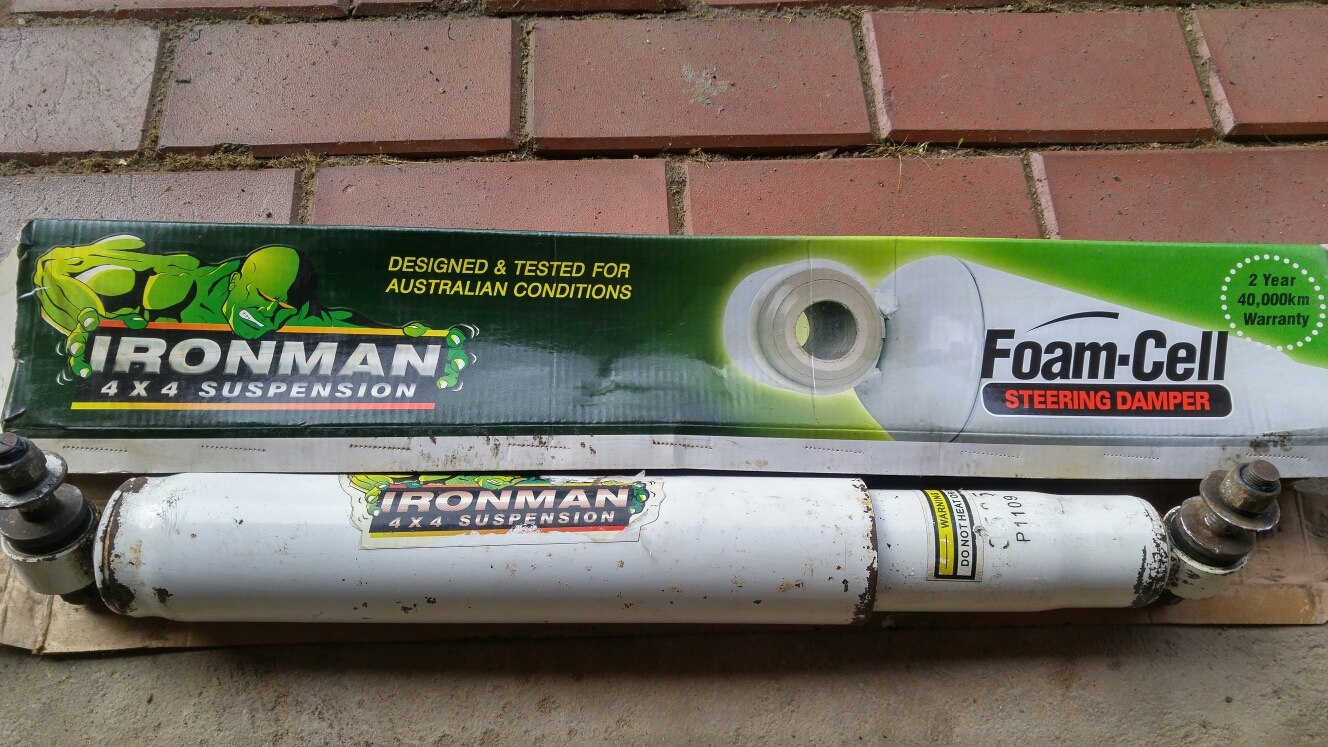 DESIGNED & TESTED FOR
AUSTRALIAN CONDITIONS
IRONMAN
4 X 4 SUSPENSION
2 Year
40,000km
Warranty
Foam-Cell
STEERING DAMPER
IRONMAN
4 X 4 SUSPENSION
WARNING
DO NOT HEAT
P1109